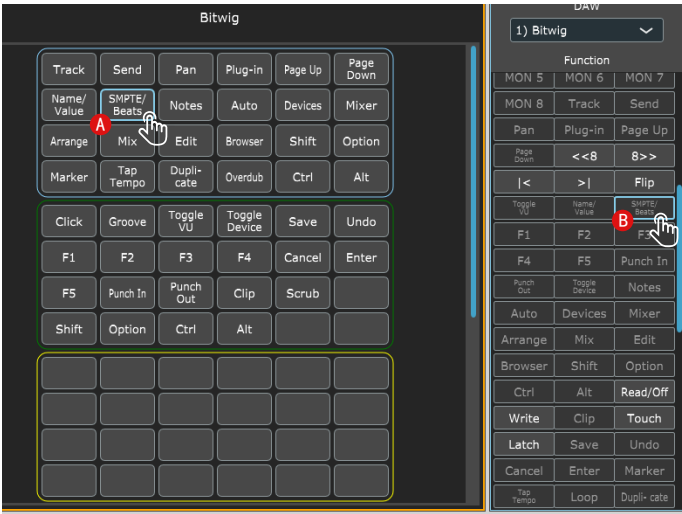 Bitwig
Track Send Pan Plug-in Page Up Page Down
Name/ Value SMPTE/ Beats Notes Auto Devices Mixer
A
Arrange Mix Edit Browser Shift Option
Marker Tap Tempo Dupli- cate Overdub Ctrl Alt
Click Groove Toggle VU Toggle Device Save Undo
F1 F2 F3 F4 Cancel Enter
F5 Punch In Punch Out Clip Scrub
Shift Option Ctrl Alt
DAW
1) Bitwig
Function
MON 5 MON 6 MON 7
MON 8 Track Send
Pan Plug-in Page Up
Page Down <<8 8>>
|< >| Flip
Toggle VU Name/ Value SMPTE/ Beats
B
F1 F2 F3
F4 F5 Punch In
Punch Out Toggle Device Notes
Auto Devices Mixer
Arrange Mix Edit
Browser Shift Option
Ctrl Alt Read/Off
Write Clip Touch
Latch Save Undo
Cancel Enter Marker
Tap Tempo Loop Dupli- cate